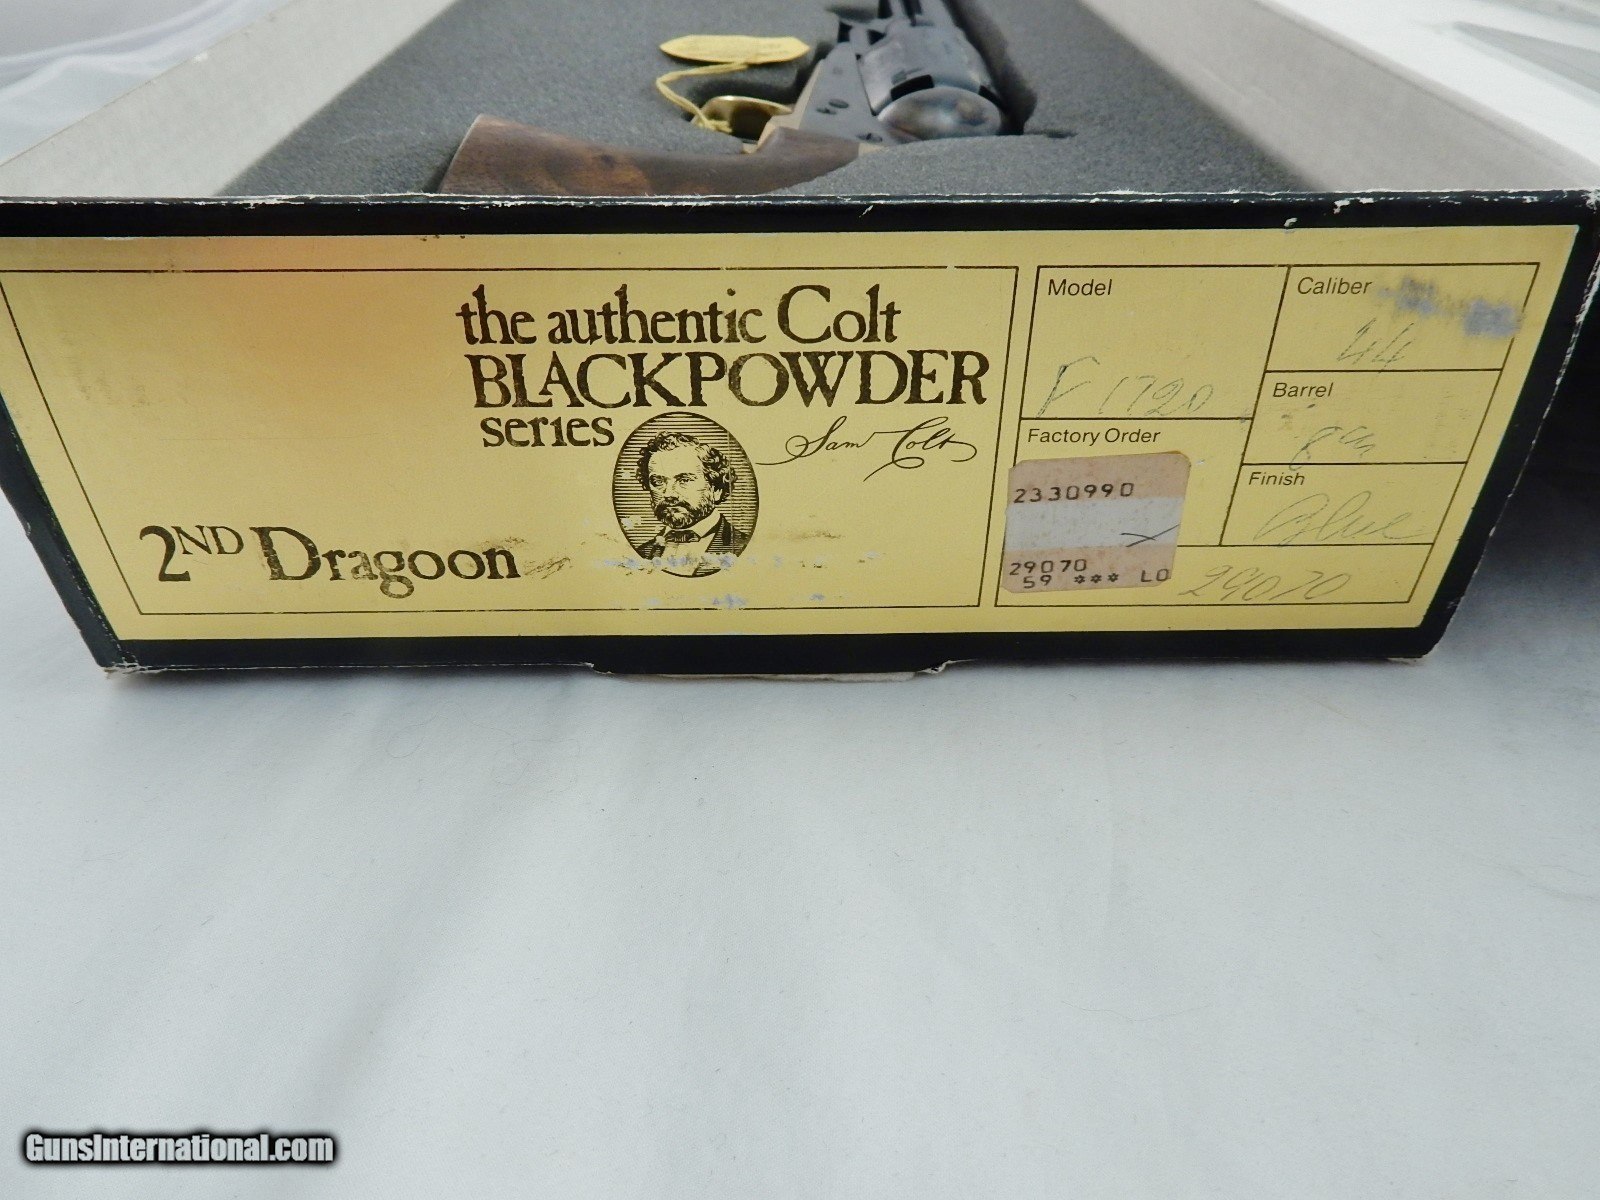 the authentic Colt
BLACKPOWDER
series
Sam Colt
2ND Dragoon
Model
F1720
Caliber
44
Barrel
Factory Order
2330990
29070
59 *** LO
Finish
Blue
29070
GunsInternational.com